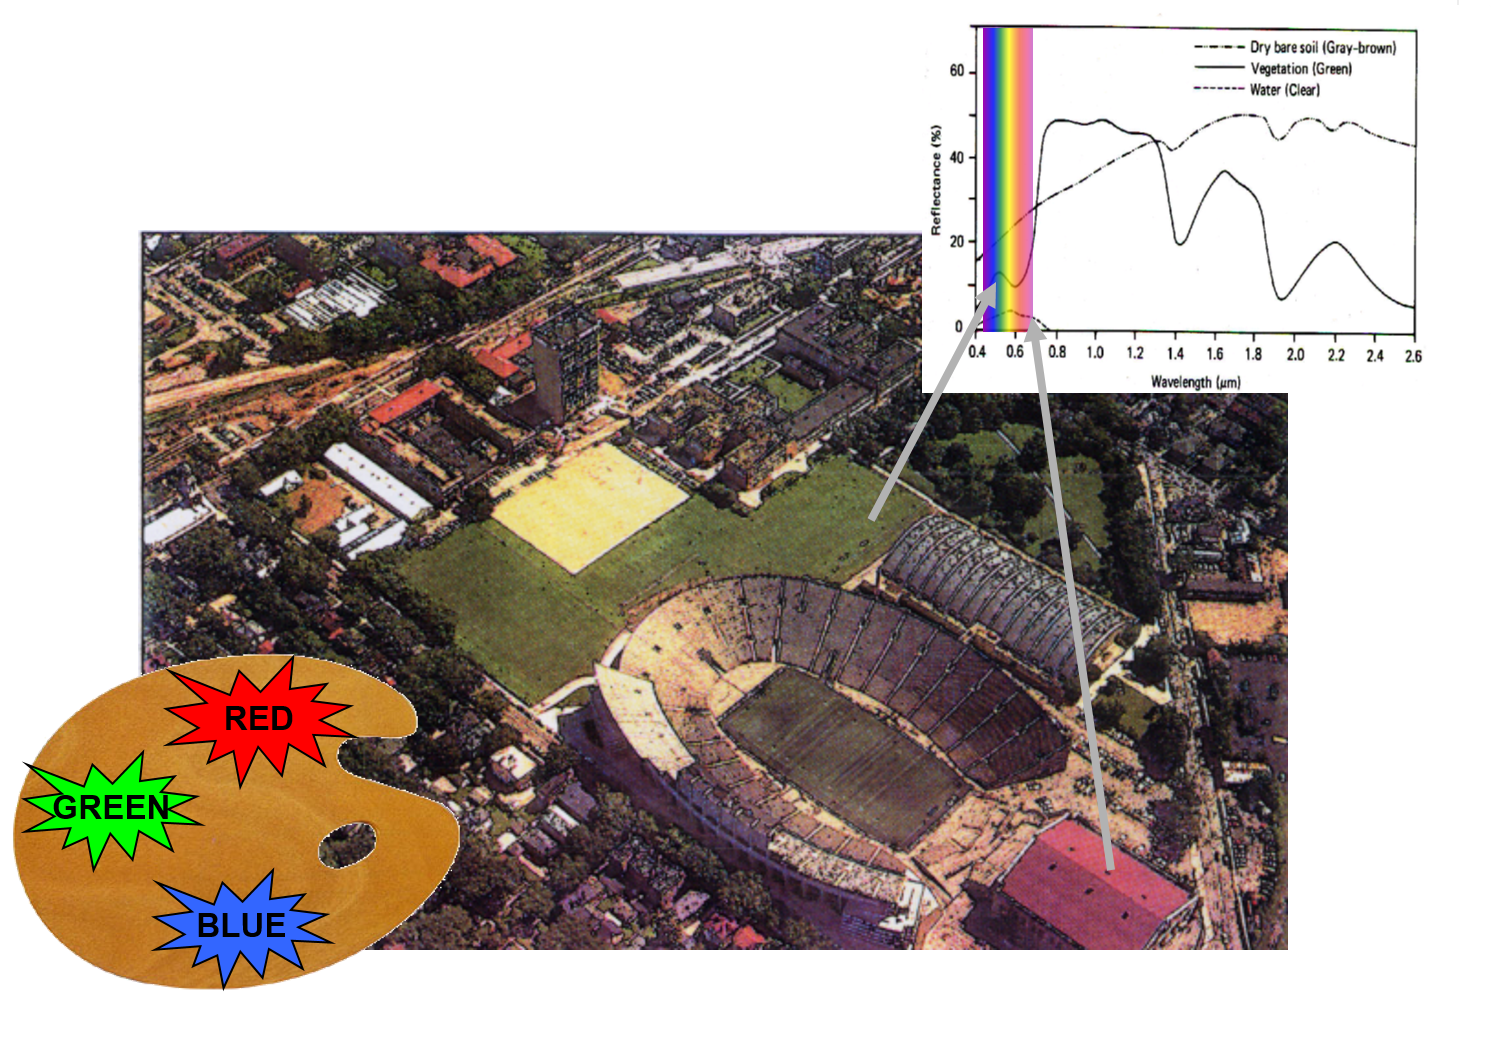 Dry bare soil (Gray-brown)
Vegetation (Green)
Water (Clear)
Reflectance (%)
60
40
20
0
0.4 0.6 0.8 1.0 1.2 1.4 1.6 1.8 2.0 2.2 2.4 2.6
Wavelength (μm)
RED
GREEN
BLUE